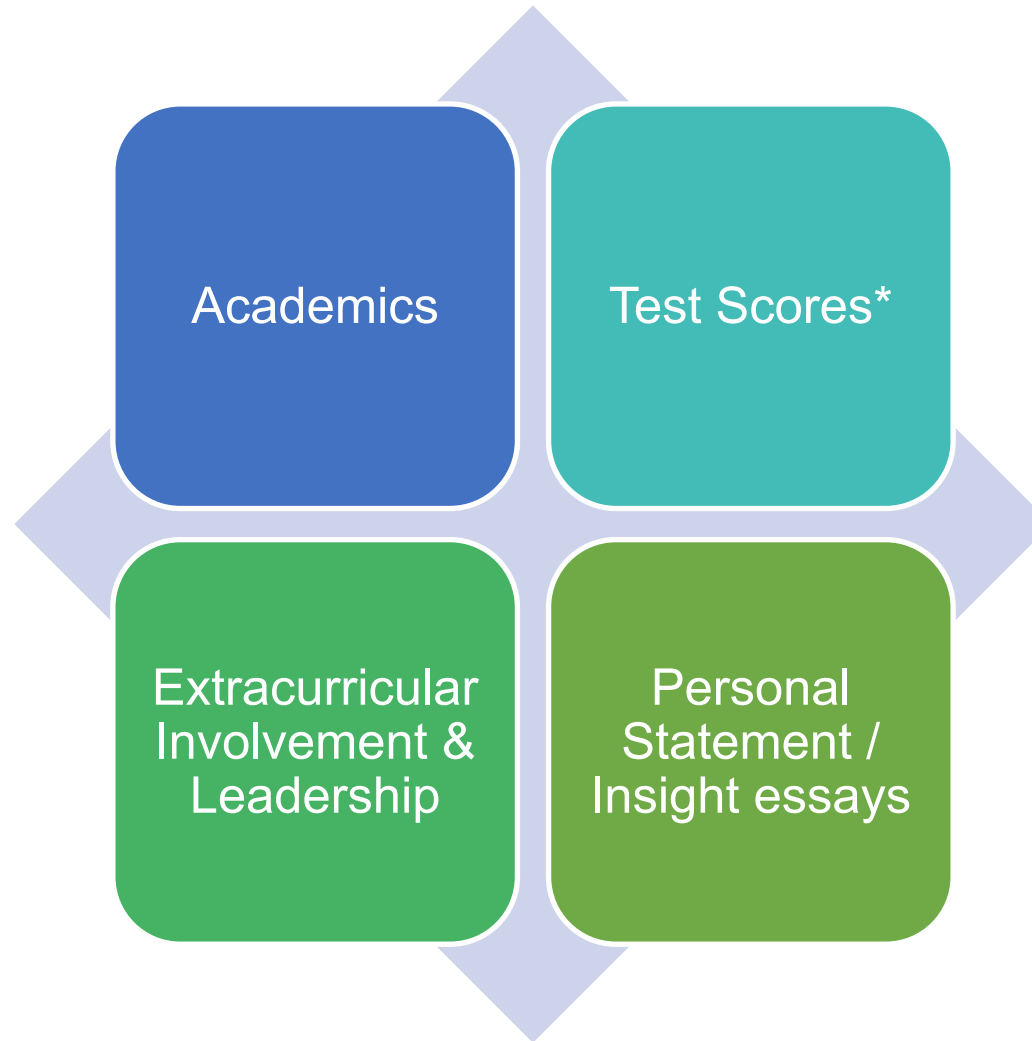 Academics
Test Scores*
Extracurricular
Involvement &
Leadership
Personal
Statement /
Insight essays